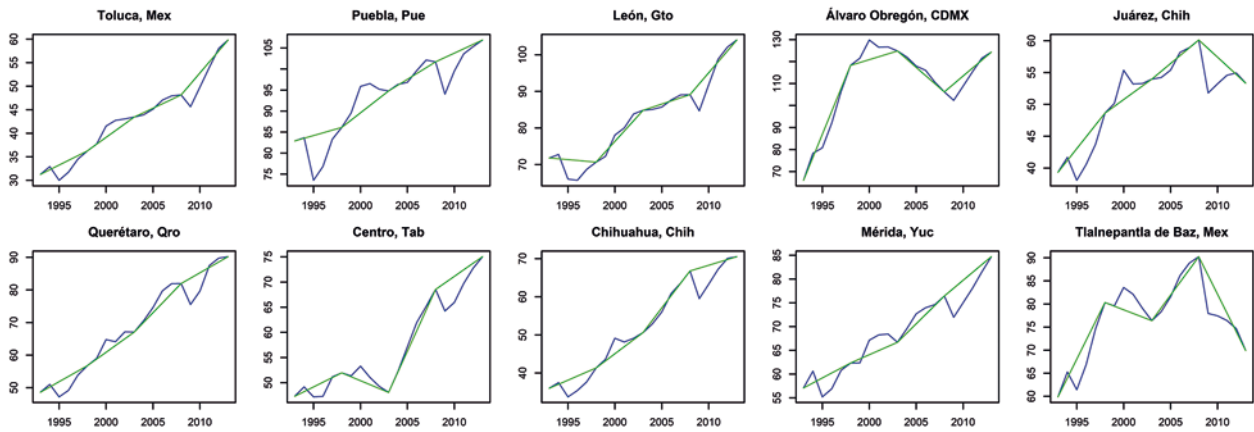 Toluca, Mex
60
55
50
45
40
35
30
1995 2000 2005 2010
Puebla, Pue
105
95
90
85
80
75
1995 2000 2005 2010
León, Gto
100
90
80
70
1995 2000 2005 2010
Álvaro Obregón, CDMX
130
120
110
100
90
80
70
1995 2000 2005 2010
Juárez, Chih
60
55
50
45
40
1995 2000 2005 2010
Querétaro, Qro
90
80
70
60
50
1995 2000 2005 2010
Centro, Tab
75
70
65
60
55
50
1995 2000 2005 2010
Chihuahua, Chih
70
60
50
40
1995 2000 2005 2010
Mérida, Yuc
85
80
75
70
65
60
55
1995 2000 2005 2010
Tlalnepantla de Baz, Mex
90
85
80
75
70
65
60
1995 2000 2005 2010